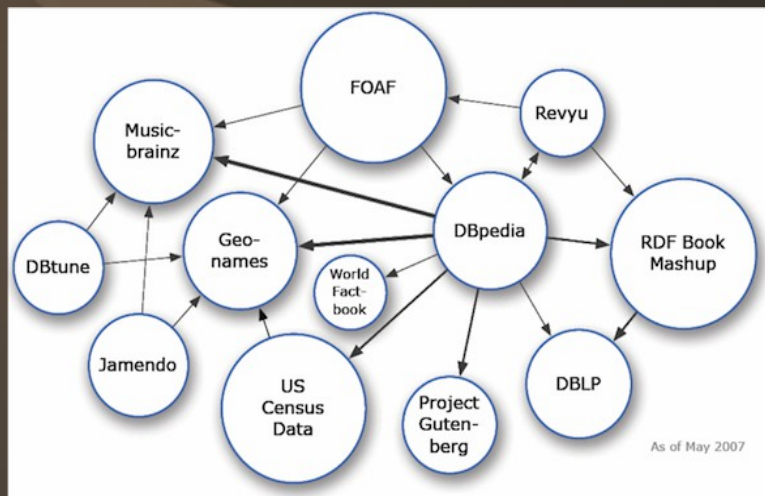 FOAF
Music-
brainz
Revyu
DBpedia
Geo-
names
RDF Book
Mashup
DBtune
World
Fact-
book
Jamendo
US
Census
Data
Project
Guten-
berg
DBLP
As of May 2007